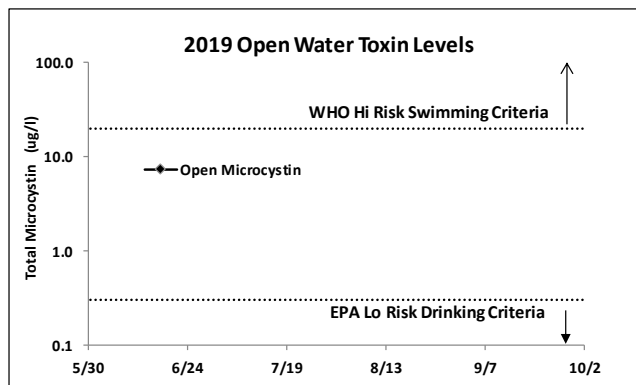 2019 Open Water Toxin Levels
100.0
WHO Hi Risk Swimming Criteria
10.0
Open Microcystin
Total Microcystin (ug/l)
1.0
EPA Lo Risk Drinking Criteria
0.1
5/30 6/24 7/19 8/13 9/7 10/2